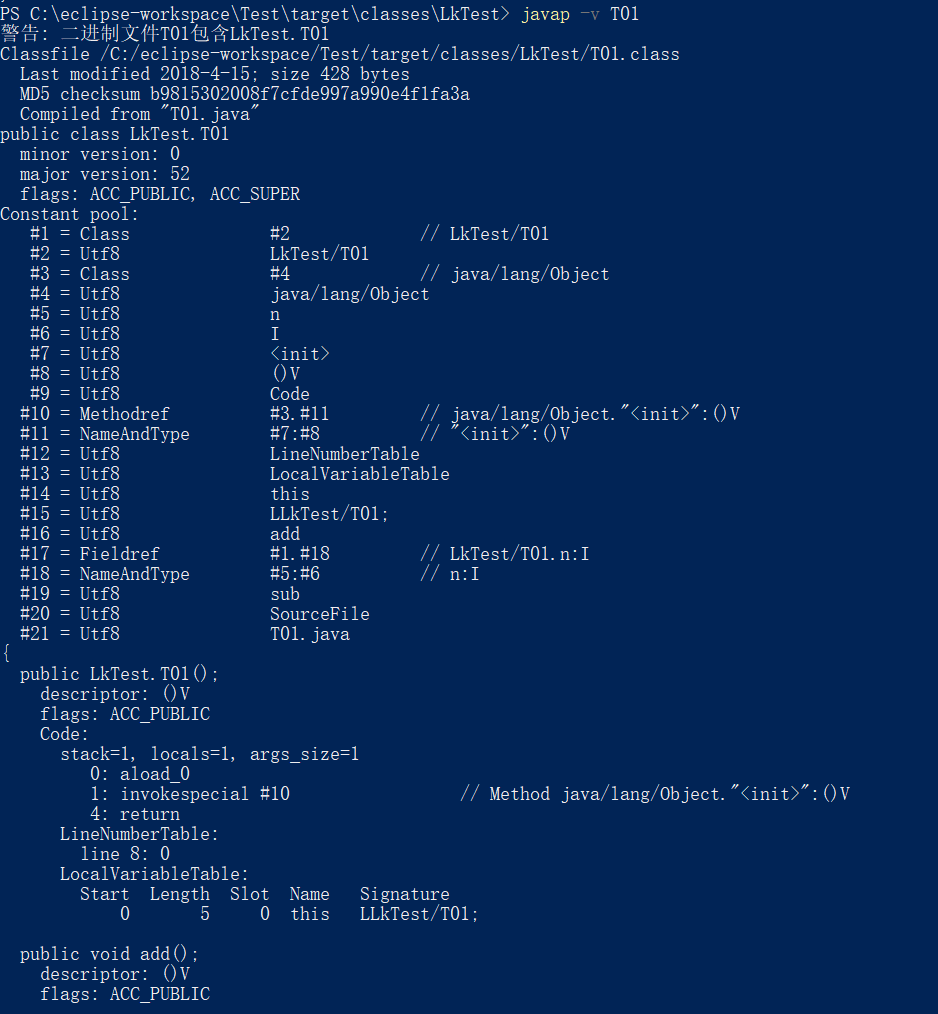 PS C:\eclipse-workspace\Test\target\classes\LkTest> javap -v T01
警告: 二进制文件T01包含LkTest.T01
Classfile /C:/eclipse-workspace/Test/target/classes/LkTest/T01.class
  Last modified 2018-4-15; size 428 bytes
  MD5 checksum b9815302008f7cfde997a990e4f1fa3a
  Compiled from "T01.java"
public class LkTest.T01
  minor version: 0
  major version: 52
  flags: ACC_PUBLIC, ACC_SUPER
Constant pool:
   #1 = Class              #2             // LkTest/T01
   #2 = Utf8               LkTest/T01
   #3 = Class              #4             // java/lang/Object
   #4 = Utf8               java/lang/Object
   #5 = Utf8               n
   #6 = Utf8               I
   #7 = Utf8               <init>
   #8 = Utf8               ()V
   #9 = Utf8               Code
  #10 = Methodref          #3.#11         // java/lang/Object."<init>":()V
  #11 = NameAndType        #7:#8          // "<init>":()V
  #12 = Utf8               LineNumberTable
  #13 = Utf8               LocalVariableTable
  #14 = Utf8               this
  #15 = Utf8               LLkTest/T01;
  #16 = Utf8               add
  #17 = Fieldref           #1.#18         // LkTest/T01.n:I
  #18 = NameAndType        #5:#6          // n:I
  #19 = Utf8               sub
  #20 = Utf8               SourceFile
  #21 = Utf8               T01.java
{
  public LkTest.T01();
    descriptor: ()V
    flags: ACC_PUBLIC
    Code:
      stack=1, locals=1, args_size=1
         0: aload_0
         1: invokespecial #10                 // Method java/lang/Object."<init>":()V
         4: return
      LineNumberTable:
        line 8: 0
      LocalVariableTable:
        Start  Length  Slot  Name   Signature
            0       5     0  this   LLkTest/T01;
  public void add();
    descriptor: ()V
    flags: ACC_PUBLIC